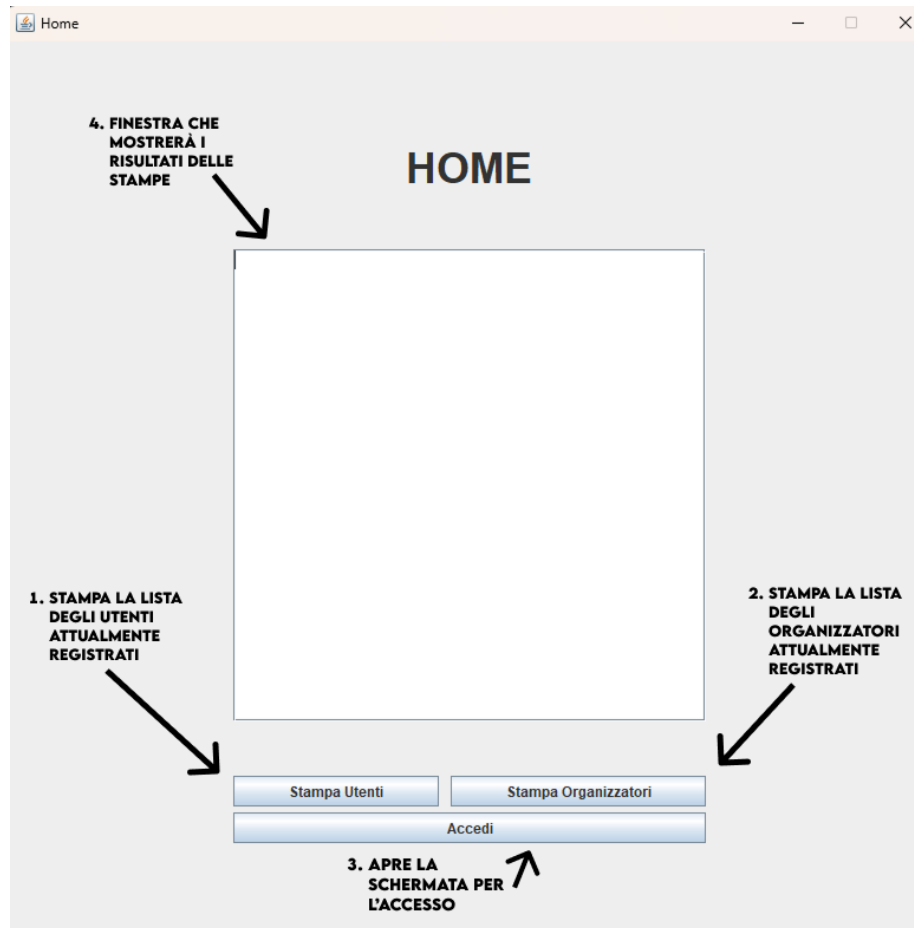 Home
4. FINESTRA CHE
MOSTRERÀ I
RISULTATI DELLE
STAMPE
HOME
1. STAMPA LA LISTA
DEGLI UTENTI
ATTUALMENTE
REGISTRATI
2. STAMPA LA LISTA
DEGLI
ORGANIZZATORI
ATTUALMENTE
REGISTRATI
Stampa Utenti
Stampa Organizzatori
Accedi
3. APRE LA
SCHERMATA PER
L'ACCESSO